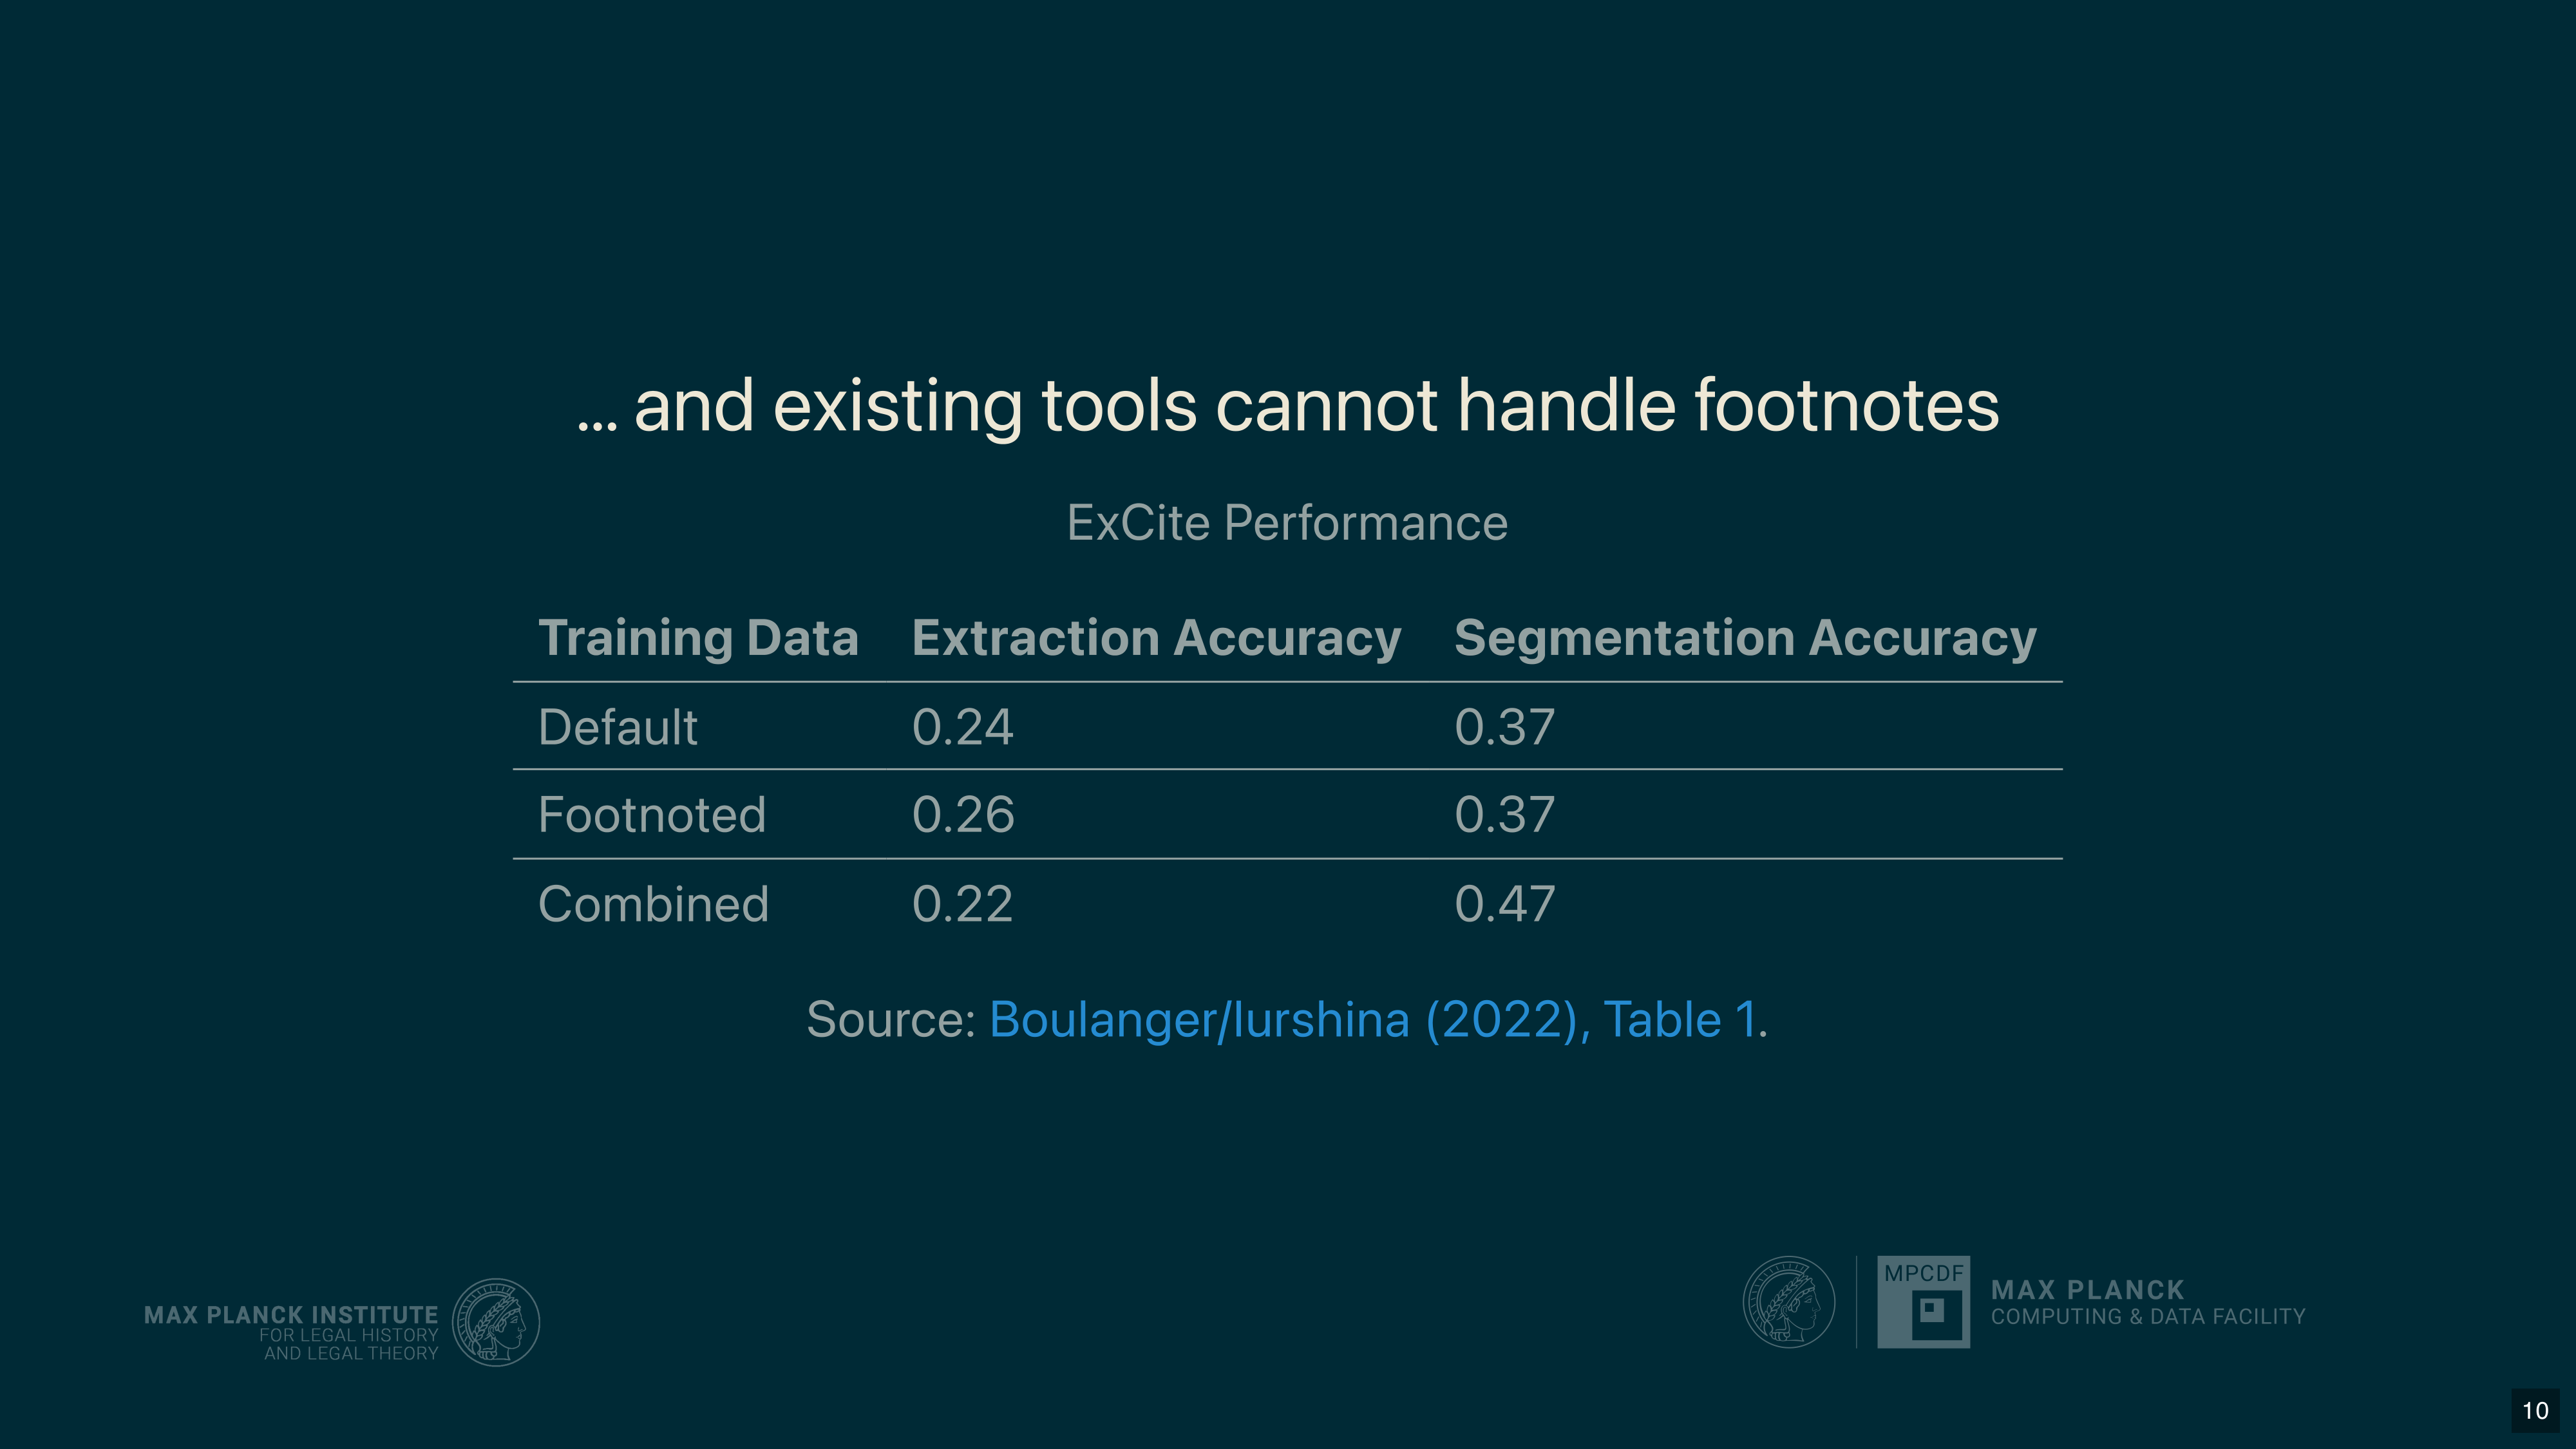 ... and existing tools cannot handle footnotes
ExCite Performance
Training Data Extraction Accuracy Segmentation Accuracy
Default 0.24 0.37
Footnoted 0.26 0.37
Combined 0.22 0.47
Source: Boulanger/Iurshina (2022), Table 1.
MAX PLANCK INSTITUTE
FOR LEGAL HISTORY
AND LEGAL THEORY
MPCDF
MAX PLANCK
COMPUTING & DATA FACILITY
10